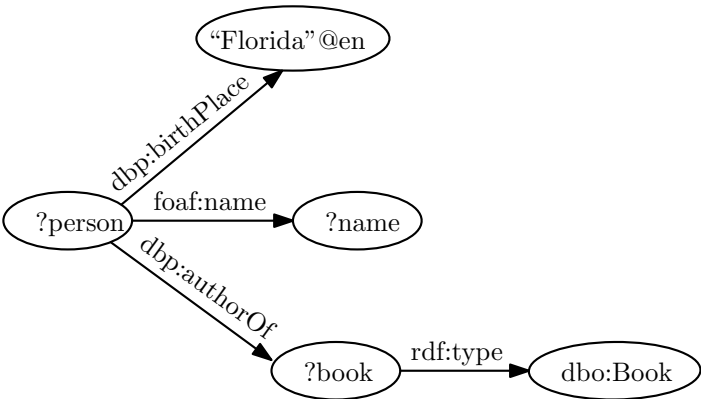 “Florida”@en
dbp:birthPlace
foaf:name
?person
?name
dbp:authorOf
rdf:type
?book
dbo:Book